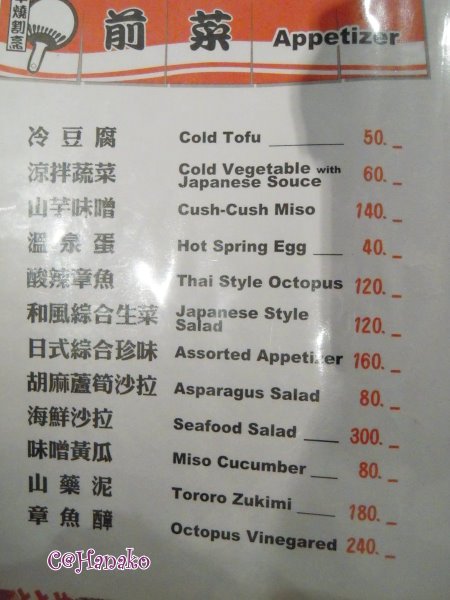 串燒割烹
前菜 Appetizer
冷豆腐 Cold Tofu 50.
涼拌蔬菜 Cold Vegetable with
Japanese Souce 60.
山芋味噌 Cush-Cush Miso 140.
溫泉蛋 Hot Spring Egg 40.
酸辣章魚 Thai Style Octopus 120.
和風綜合生菜 Japanese Style
Salad 120.
日式綜合珍味 Assorted Appetizer 160.
胡麻蘆筍沙拉 Asparagus Salad 80.
海鮮沙拉 Seafood Salad 300.
味噌黃瓜 Miso Cucumber 80.
山藥泥 Tororo Zukimi 180.
章魚醋 Octopus Vinegared 240.
C@Hanako